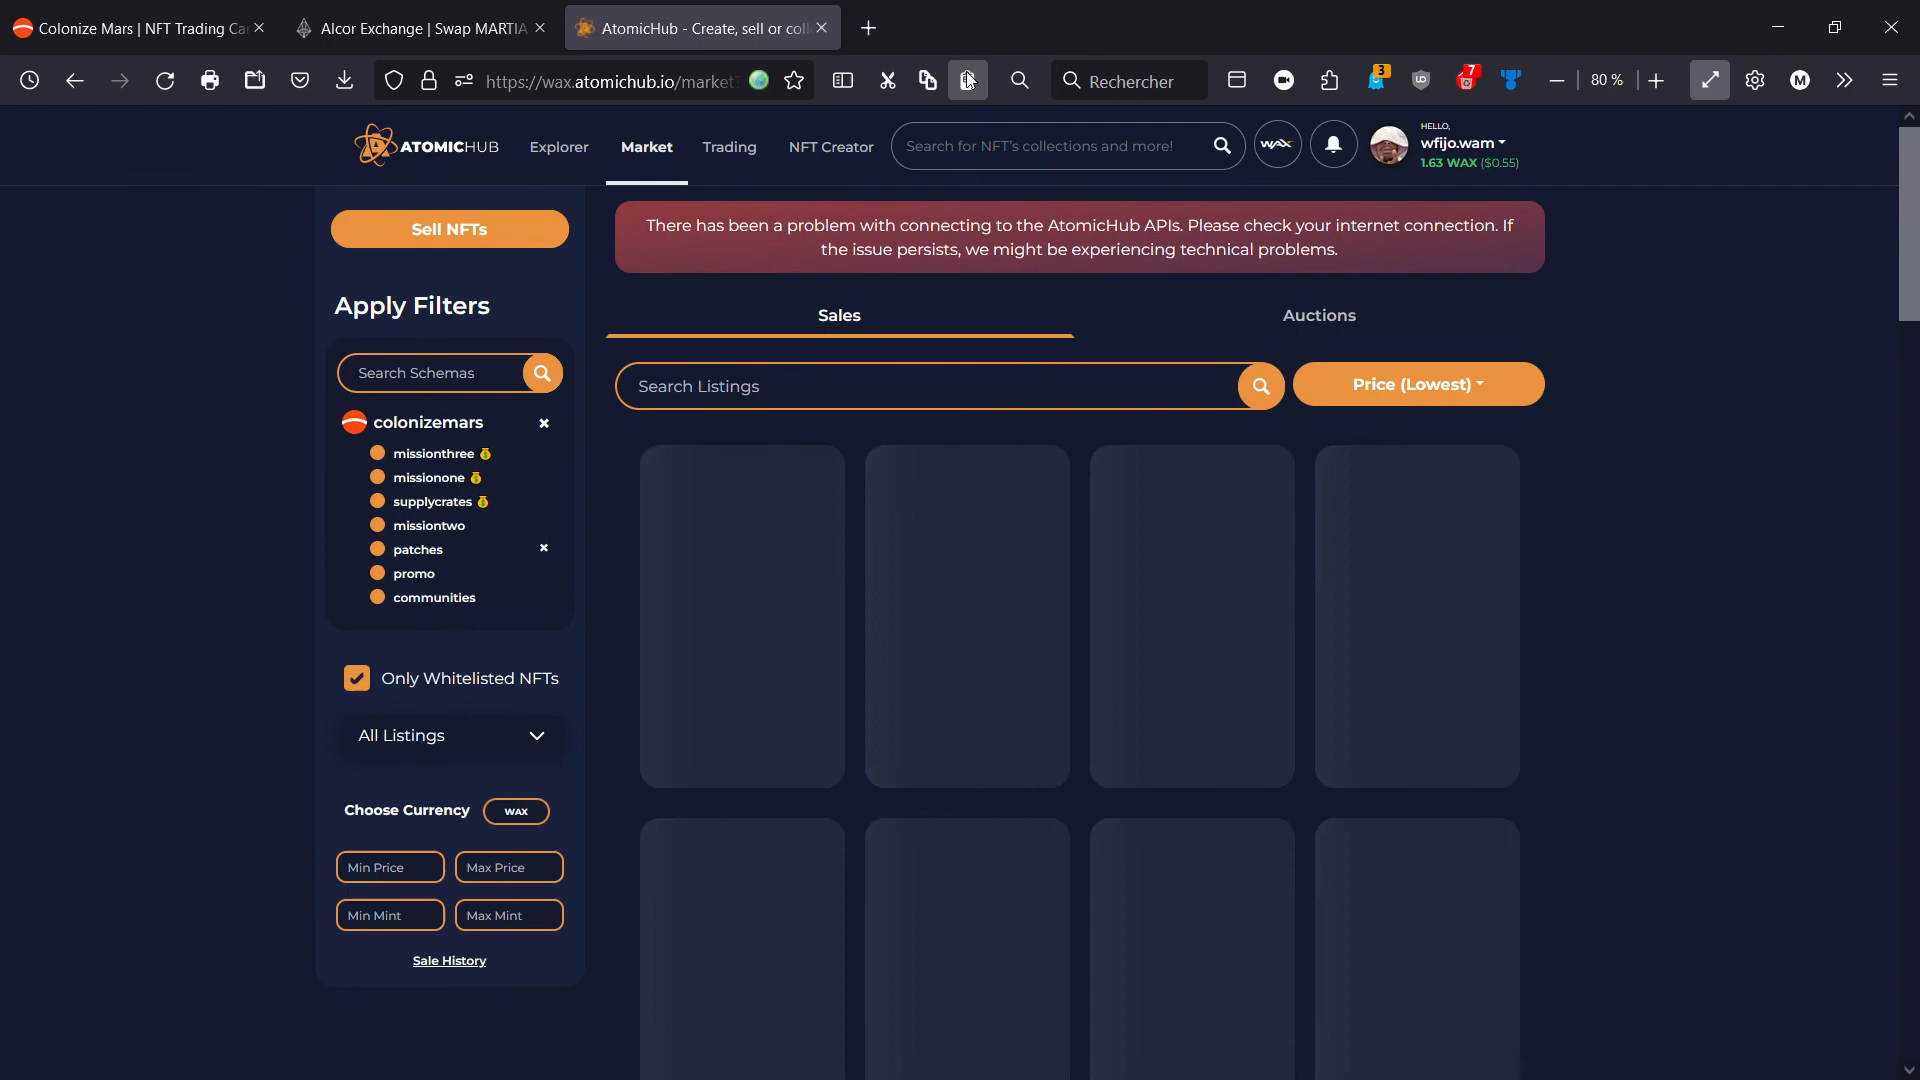 Colonize Mars | NFT Trading Car
Alcor Exchange | Swap MARTIA
AtomicHub - Create, sell or coll
https://wax.atomichub.io/market
Rechercher
3
7
80 %
M
ATOMICHUB
Explorer
Market
Trading
NFT Creator
Search for NFT's collections and more!
WAX
HELLO,
wfijo.wam
1.63 WAX ($0.55)
Sell NFTs
There has been a problem with connecting to the AtomicHub APIs. Please check your internet connection. If
the issue persists, we might be experiencing technical problems.
Apply Filters
Sales
Auctions
Search Schemas
Search Listings
Price (Lowest)
colonizemars
missionthree
missionone
supplycrates
missiontwo
patches
promo
communities
Only Whitelisted NFTs
All Listings
Choose Currency
WAX
Min Price
Max Price
Min Mint
Max Mint
Sale History